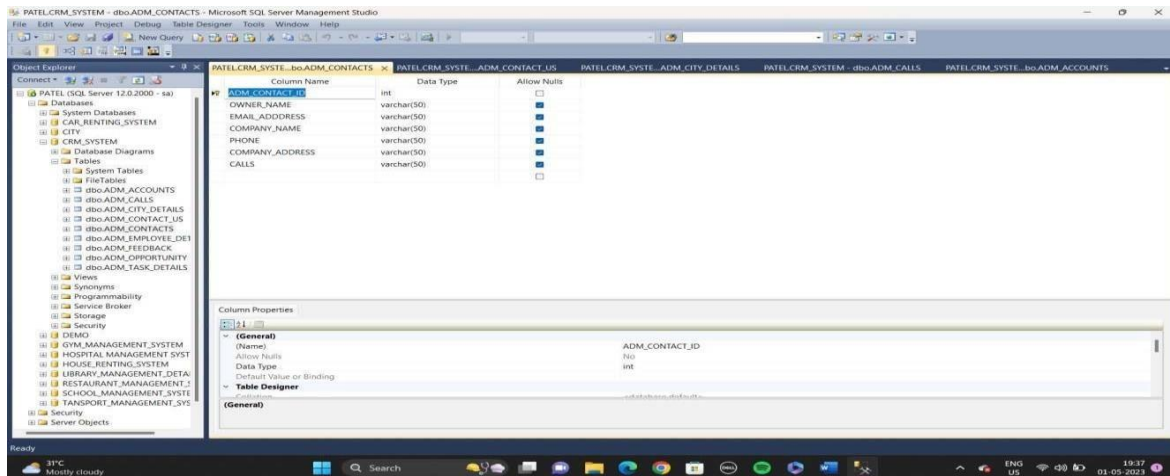 PATEL.CRM_SYSTEM - dbo.ADM_CONTACTS - Microsoft SQL Server Management Studio
File Edit View Project Debug Table Designer Tools Window Help
New Query
Object Explorer
Connect
PATEL (SQL Server 12.0.2000 - sa)
Databases
System Databases
CAR_RENTING_SYSTEM
CITY
CRM_SYSTEM
Database Diagrams
Tables
System Tables
FileTables
dbo.ADM_ACCOUNTS
dbo.ADM_CALLS
dbo.ADM_CITY_DETAILS
dbo.ADM_CONTACT_US
dbo.ADM_CONTACTS
dbo.ADM_EMPLOYEE_DET
dbo.ADM_FEEDBACK
dbo.ADM_OPPORTUNITY
dbo.ADM_TASK_DETAILS
Views
Synonyms
Programmability
Service Broker
Storage
Security
DEMO
GYM_MANAGEMENT_SYSTEM
HOSPITAL MANAGEMENT SYST
HOUSE_RENTING_SYSTEM
LIBRARY_MANAGEMENT_DETAI
RESTAURANT_MANAGEMENT_S
SCHOOL_MANAGEMENT_SYSTE
TANSPORT_MANAGEMENT_SYS
Security
Server Objects
PATEL.CRM_SYSTE...bo.ADM_CONTACTS PATEL.CRM_SYSTE...ADM_CONTACT_US PATEL.CRM_SYSTE...ADM_CITY_DETAILS PATEL.CRM_SYSTEM - dbo.ADM_CALLS PATEL.CRM_SYSTE...bo.ADM_ACCOUNTS
Column Name Data Type Allow Nulls
ADM_CONTACT_ID int
OWNER_NAME varchar(50)
EMAIL_ADDDRESS varchar(50)
COMPANY_NAME varchar(50)
PHONE varchar(50)
COMPANY_ADDRESS varchar(50)
CALLS varchar(50)
Column Properties
(General)
(Name) ADM_CONTACT_ID
Allow Nulls No
Data Type int
Default Value or Binding
Table Designer
Collation <database default>
(General)
Ready
31°C
Mostly cloudy
Search
ENG
US
19:37
01-05-2023